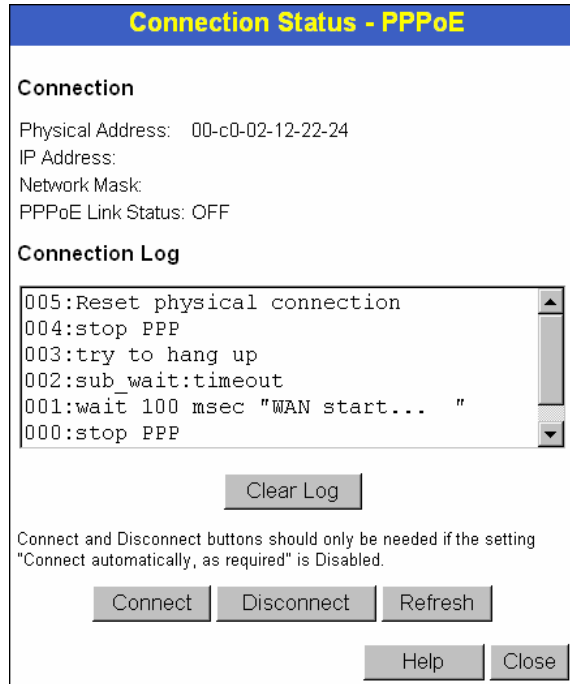 Connection Status - PPPoE
Connection
Physical Address: 00-c0-02-12-22-24
IP Address:
Network Mask:
PPPoE Link Status: OFF
Connection Log
005:Reset physical connection
004:stop PPP
003:try to hang up
002:sub_wait:timeout
001:wait 100 msec "WAN start...  "
000:stop PPP
Clear Log
Connect and Disconnect buttons should only be needed if the setting
"Connect automatically, as required" is Disabled.
Connect Disconnect Refresh
Help Close